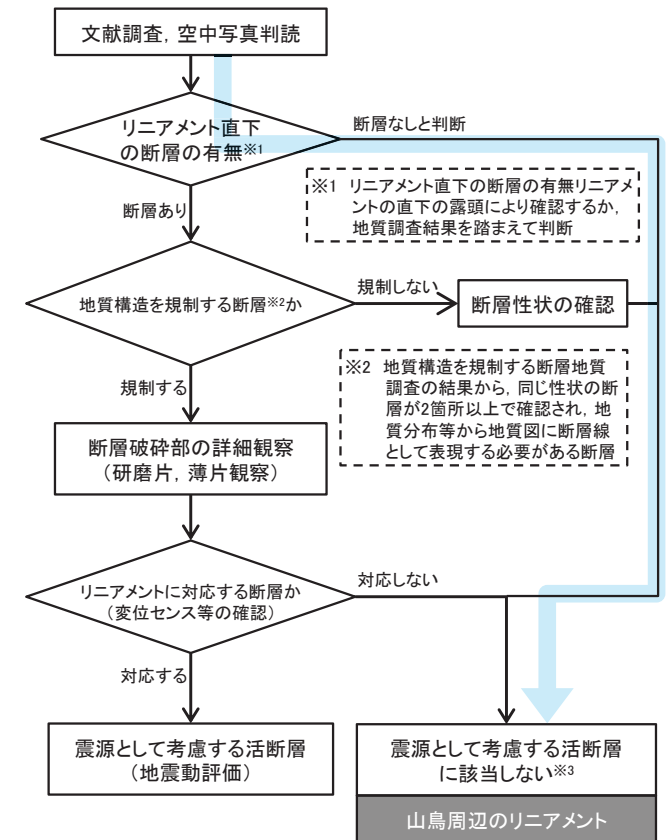 文献調査，空中写真判読
リニアメント直下
の断層の有無※1
断層なしと判断
※1 リニアメント直下の断層の有無リニアメ
ントの直下の露頭により確認するか，
地質調査結果を踏まえて判断
断層あり
地質構造を規制する断層※2か
規制しない
断層性状の確認
※2 地質構造を規制する断層地質
調査の結果から，同じ性状の断
層が2箇所以上で確認され，地
質分布等から地質図に断層線
として表現する必要がある断層
規制する
断層破砕部の詳細観察
（研磨片，薄片観察）
リニアメントに対応する断層か
（変位センス等の確認）
対応しない
対応する
震源として考慮する活断層
（地震動評価）
震源として考慮する活断層
に該当しない※3
山鳥周辺のリニアメント